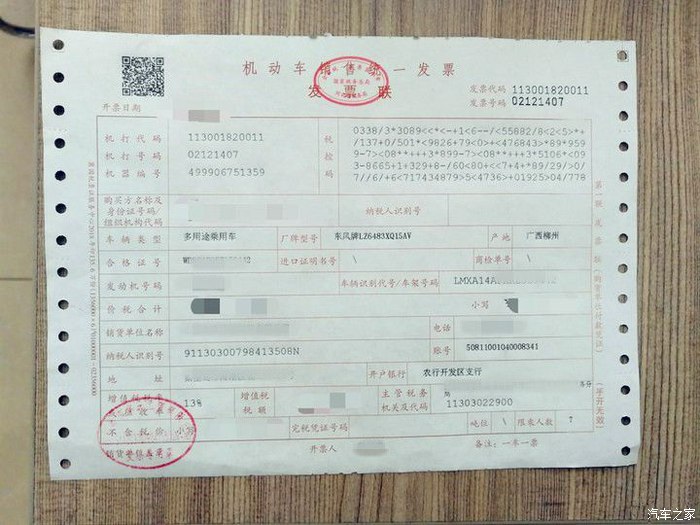 机动车销售统一发票
发票联
发票代码 113001820011
发票号码 02121407
开票日期
机打代码 113001820011
机打号码 02121407
机器编号 499906751359
税控码
0338/3*3089<<*<-+1<6--/<55882/8<2<5>*+
/137+0/501*<9826+79<0>+<476843>*89*959
9-7><08**+++3*899-7><08**+++3*5106*<09
3-8665+1+329+8-/60<80+<<7+4+*89/29/>0/
7//6/+6<717434879>5<4736>+01925>04/778
购买方名称及
身份证号码/
组织机构代码
纳税人识别号
车辆类型 多用途乘用车 厂牌型号 东风牌LZ6483XQ15AV 产地 广西柳州
合格证号 进口证明书号 \ 商检单号 \
发动机号码 车辆识别代号/车架号码 LMXA14A
价税合计 小写
销货单位名称 电话
纳税人识别号 91130300798413508N 账号 50811001040008341
地址 开户银行 农行开发区支行
增值税税率 13% 增值税税额 主管税务机关及代码 11303022900
不含税价 小写 完税凭证号码 吨位 \ 限乘人数 7
开票人 备注：一车一票
第一联 发票联（购货单位付款凭证）
（手开无效）
汽车之家